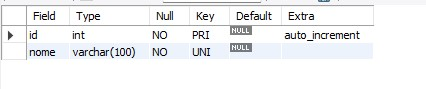 Field Type Null Key Default Extra
id int NO PRI NULL auto_increment
nome varchar(100) NO UNI NULL